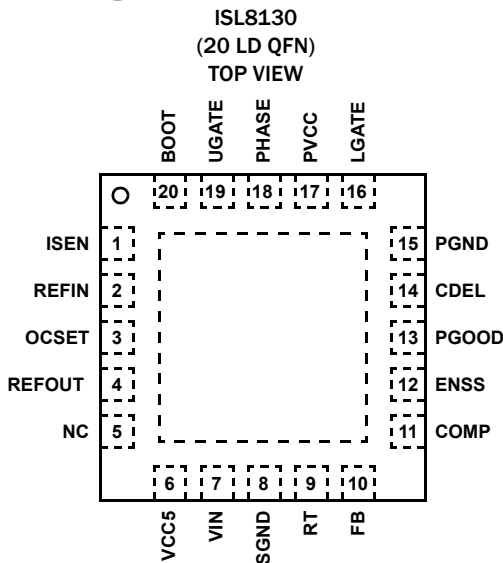 ISL8130
(20 LD QFN)
TOP VIEW
BOOT
UGATE
PHASE
PVCC
LGATE
20 19 18 17 16
ISEN 1
REFIN 2
OCSET 3
REFOUT 4
NC 5
15 PGND
14 CDEL
13 PGOOD
12 ENSS
11 COMP
6 7 8 9 10
VCC5
VIN
SGND
RT
FB